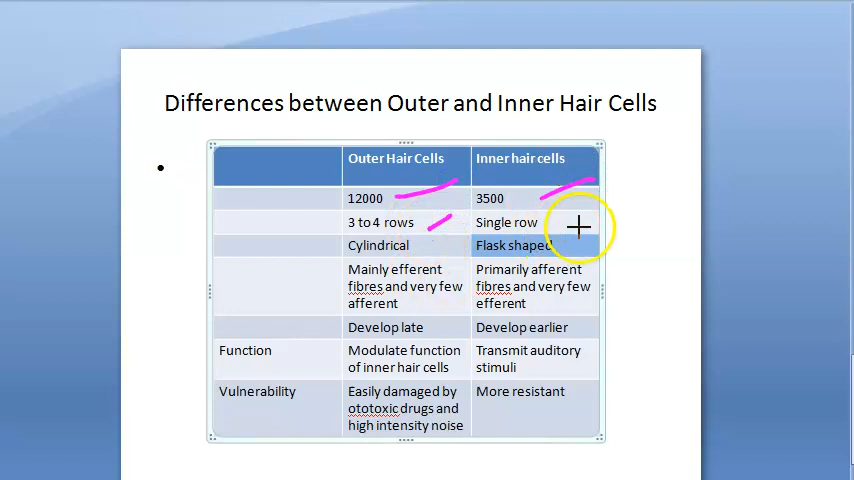 Differences between Outer and Inner Hair Cells
Outer Hair Cells
Inner hair cells
12000
3500
3 to 4 rows
Single row
Cylindrical
Flask shaped
Mainly efferent
fibres and very few
afferent
Primarily afferent
fibres and very few
efferent
Develop late
Develop earlier
Function
Modulate function
of inner hair cells
Transmit auditory
stimuli
Vulnerability
Easily damaged by
ototoxic drugs and
high intensity noise
More resistant